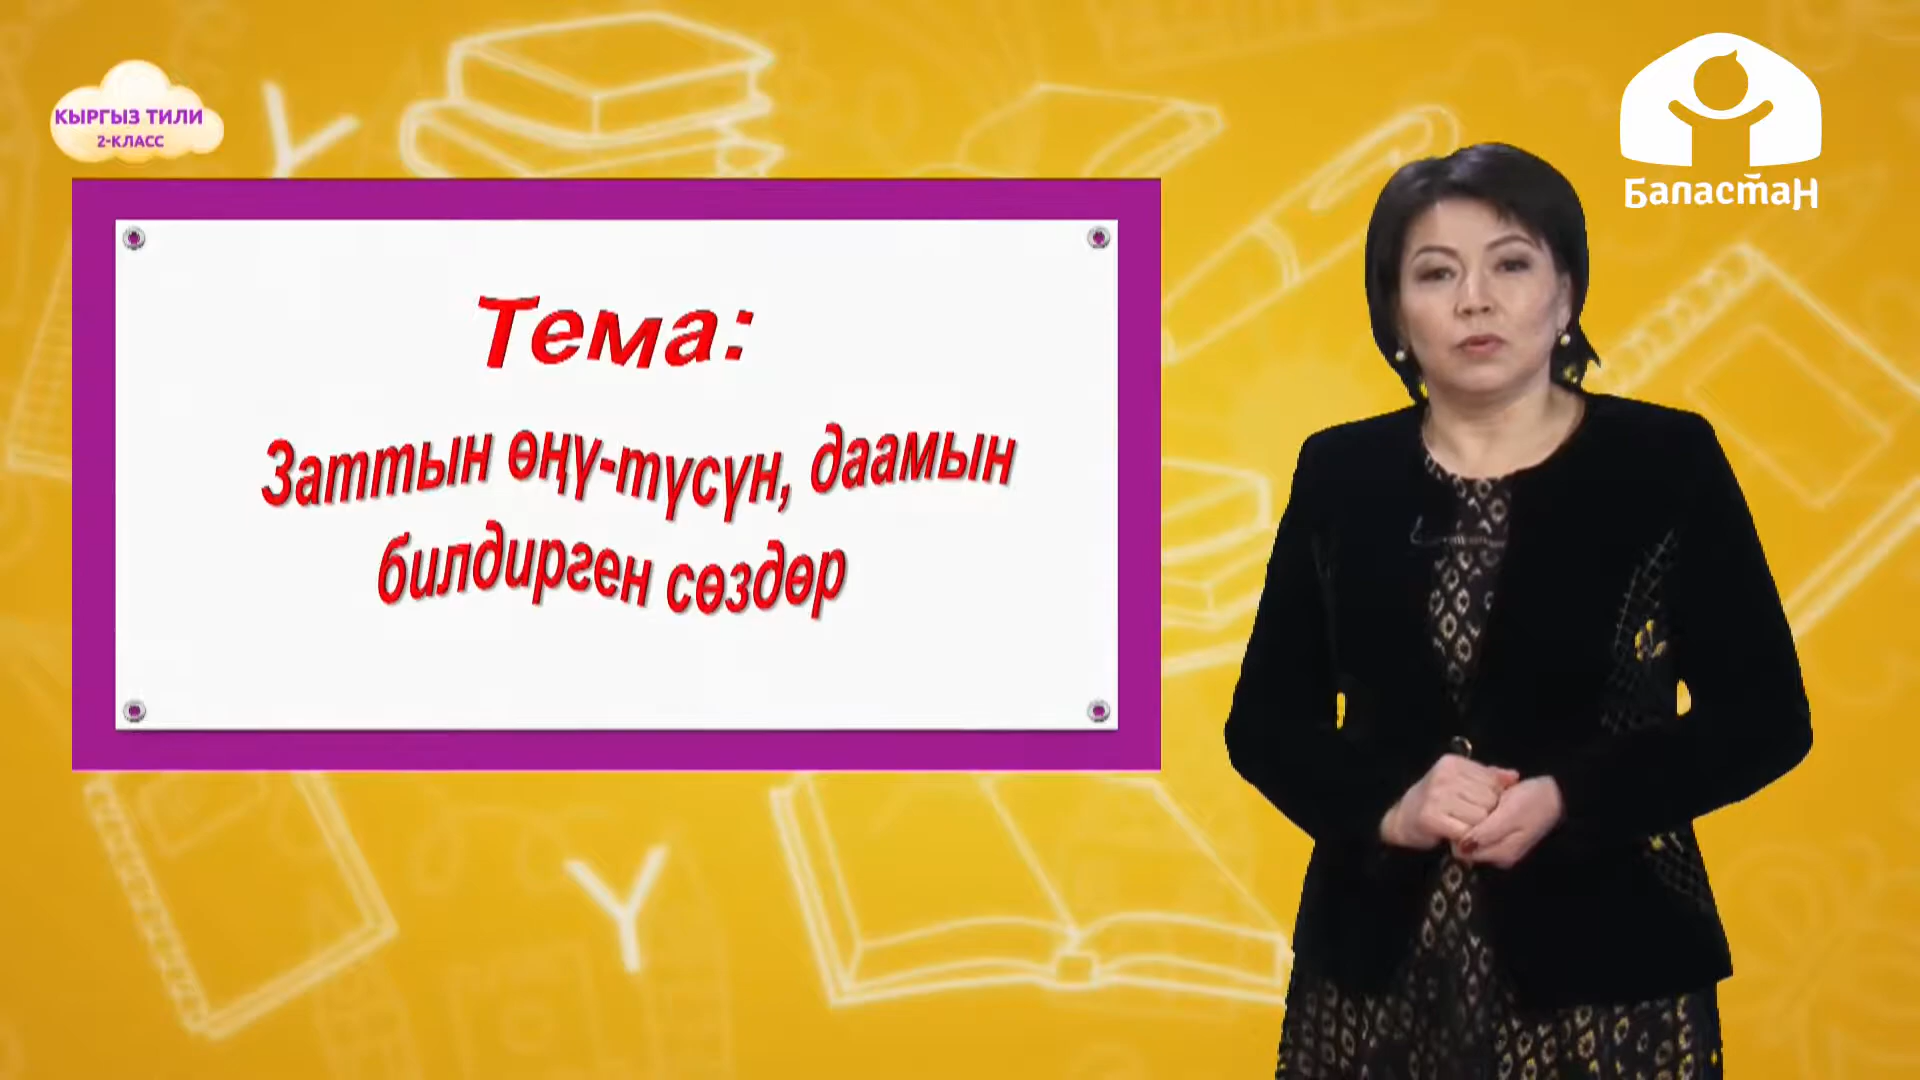 КЫРГЫЗ ТИЛИ
2-КЛАСС
Баластан
Тема:
Заттын өңү-түсүн, даамын
билдирген сөздөр